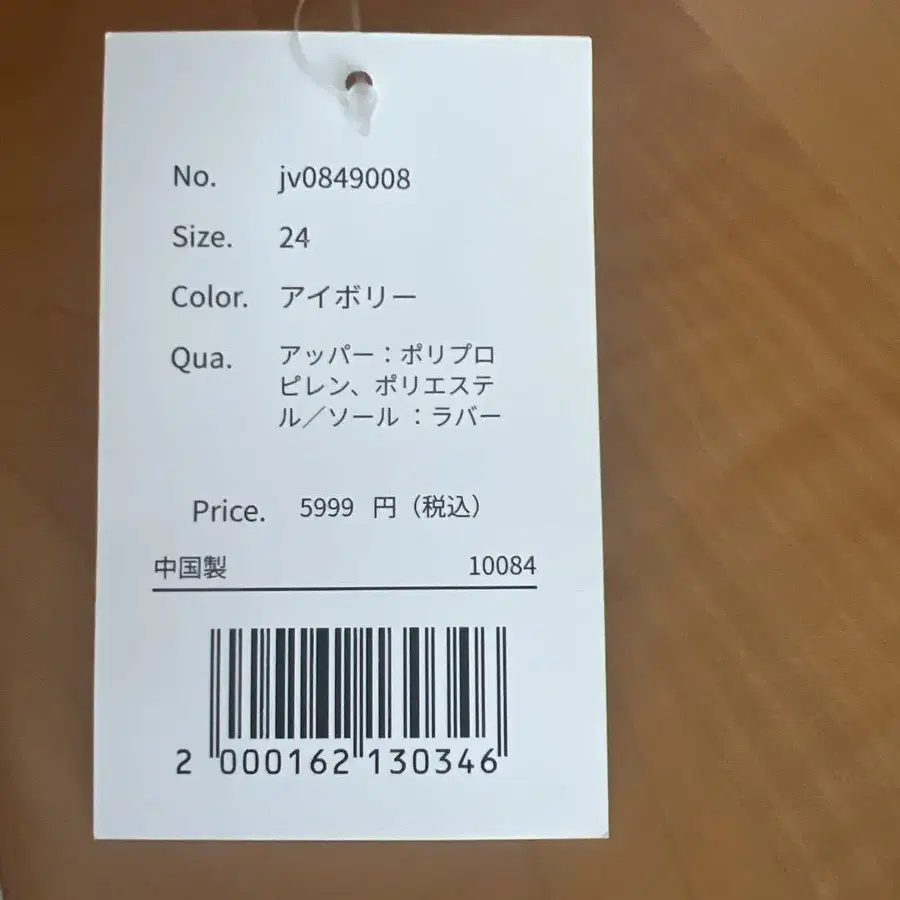 No. jv0849008
Size. 24
Color. アイボリー
Qua. アッパー：ポリプロ
ピレン、ポリエステ
ル／ソール ：ラバー
Price. 5999 円（税込）
中国製 10084
2 000162 130346